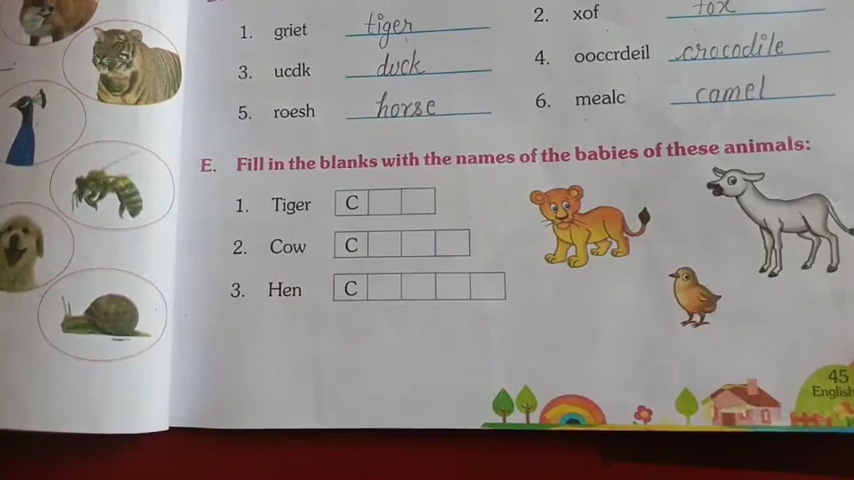 1. griet tiger 2. xof fox
3. ucdk duck 4. ooccrdeil crocodile
5. roesh horse 6. mealc camel
E. Fill in the blanks with the names of the babies of these animals:
1. Tiger C
2. Cow C
3. Hen C
45
English